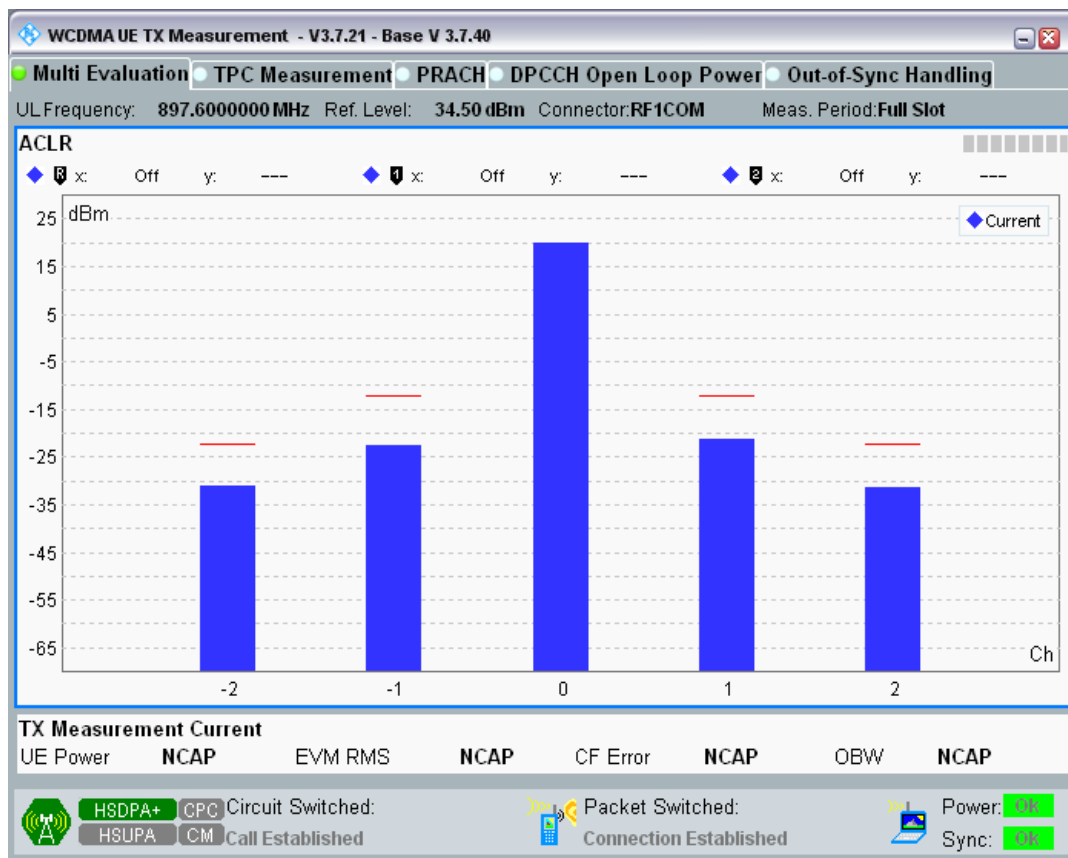 WCDMA UE TX Measurement - V3.7.21 - Base V 3.7.40
Multi Evaluation TPC Measurement PRACH DPCCH Open Loop Power Out-of-Sync Handling
UL Frequency: 897.6000000 MHz Ref. Level: 34.50 dBm Connector:RF1COM Meas. Period:Full Slot
ACLR
R x: Off y: --- 1 x: Off y: --- 2 x: Off y: ---
dBm
Current
25
15
5
-5
-15
-25
-35
-45
-55
-65
Ch
-2 -1 0 1 2
TX Measurement Current
UE Power NCAP EVM RMS NCAP CF Error NCAP OBW NCAP
HSDPA+ CPC Circuit Switched: Packet Switched: Power: OK
HSUPA CM Call Established Connection Established Sync: OK